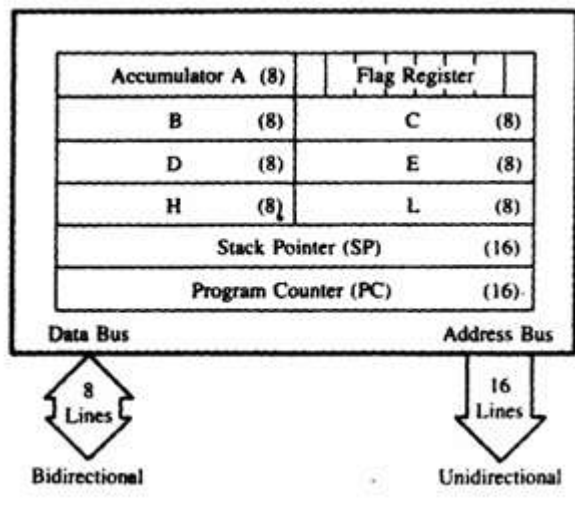 Accumulator A (8) Flag Register
B (8) C (8)
D (8) E (8)
H (8) L (8)
Stack Pointer (SP) (16)
Program Counter (PC) (16)
Data Bus Address Bus
8 Lines 16 Lines
Bidirectional Unidirectional